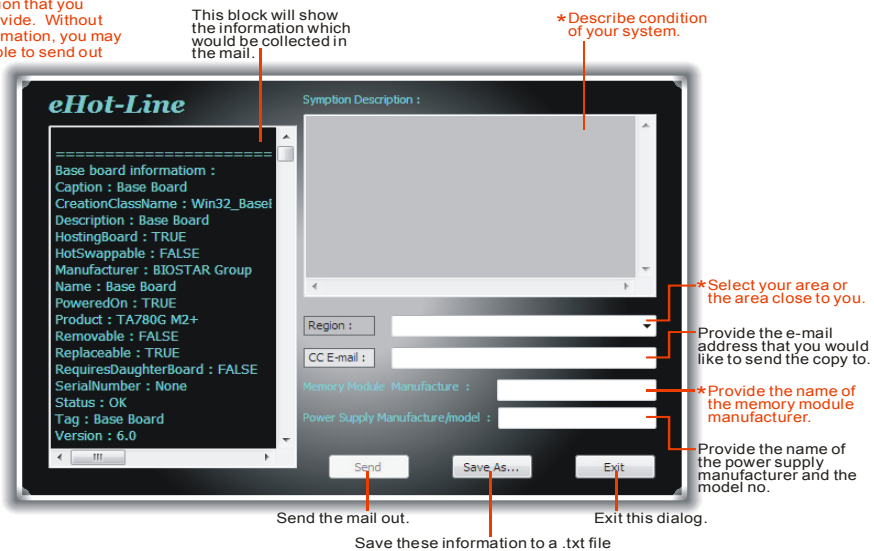 ion that you
vide. Without
mation, you may
ble to send out
This block will show
the information which
would be collected in
the mail.
*Describe condition
of your system.
eHot-Line
Symption Description :
=======================
Base board informatiom :
Caption : Base Board
CreationClassName : Win32_BaseB
Description : Base Board
HostingBoard : TRUE
HotSwappable : FALSE
Manufacturer : BIOSTAR Group
Name : Base Board
PoweredOn : TRUE
Product : TA780G M2+
Removable : FALSE
Replaceable : TRUE
RequiresDaughterBoard : FALSE
SerialNumber : None
Status : OK
Tag : Base Board
Version : 6.0
Region :
CC E-mail :
Memory Module Manufacture :
Power Supply Manufacture/model :
Send
Save As...
Exit
*Select your area or
the area close to you.
Provide the e-mail
address that you would
like to send the copy to.
*Provide the name of
the memory module
manufacturer.
Provide the name of
the power supply
manufacturer and the
model no.
Send the mail out.
Exit this dialog.
Save these information to a .txt file